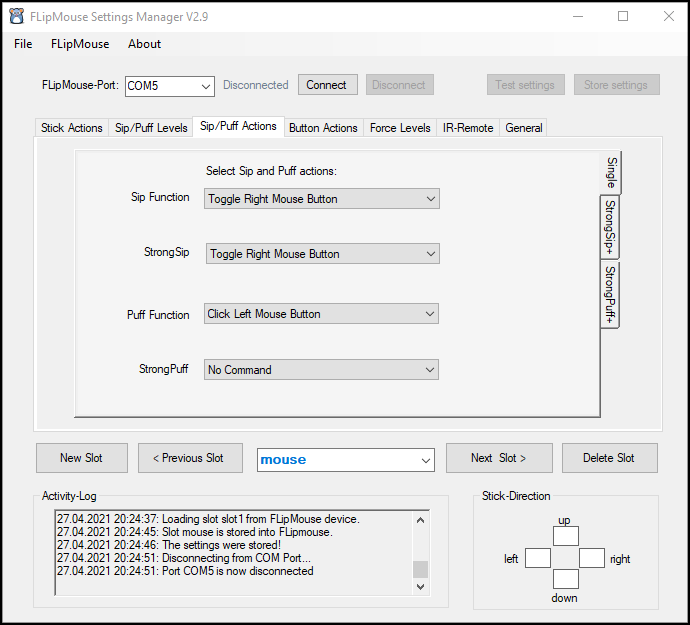 FLipMouse Settings Manager V2.9
File FLipMouse About
FLipMouse-Port: COM5 Disconnected Connect Disconnect Test settings Store settings
Stick Actions Sip/Puff Levels Sip/Puff Actions Button Actions Force Levels IR-Remote General
Select Sip and Puff actions:
Sip Function Toggle Right Mouse Button
StrongSip Toggle Right Mouse Button
Puff Function Click Left Mouse Button
StrongPuff No Command
Single
StrongSip+
StrongPuff+
New Slot < Previous Slot mouse Next Slot > Delete Slot
Activity-Log
27.04.2021 20:24:37: Loading slot slot1 from FLipMouse device.
27.04.2021 20:24:45: Slot mouse is stored into FLipmouse.
27.04.2021 20:24:46: The settings were stored!
27.04.2021 20:24:51: Disconnecting from COM Port...
27.04.2021 20:24:51: Port COM5 is now disconnected
Stick-Direction
up
left right
down